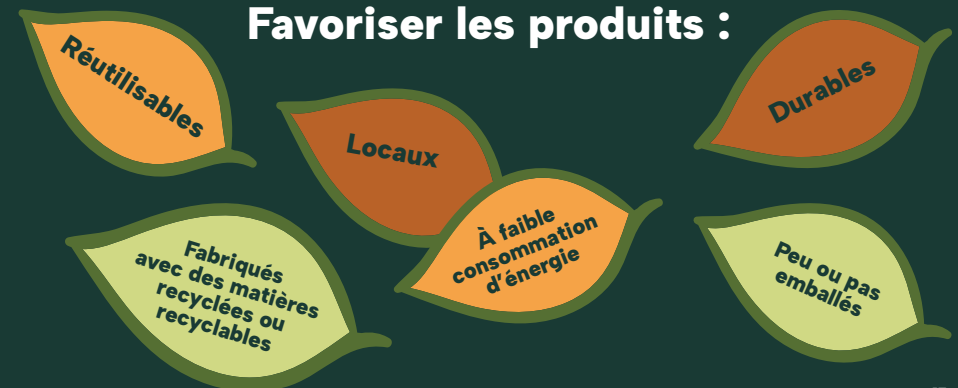 Favoriser les produits :
Réutilisables
Locaux
Durables
Fabriqués
avec des matières
recyclées ou
recyclables
À faible
consommation
d'énergie
Peu ou pas
emballés